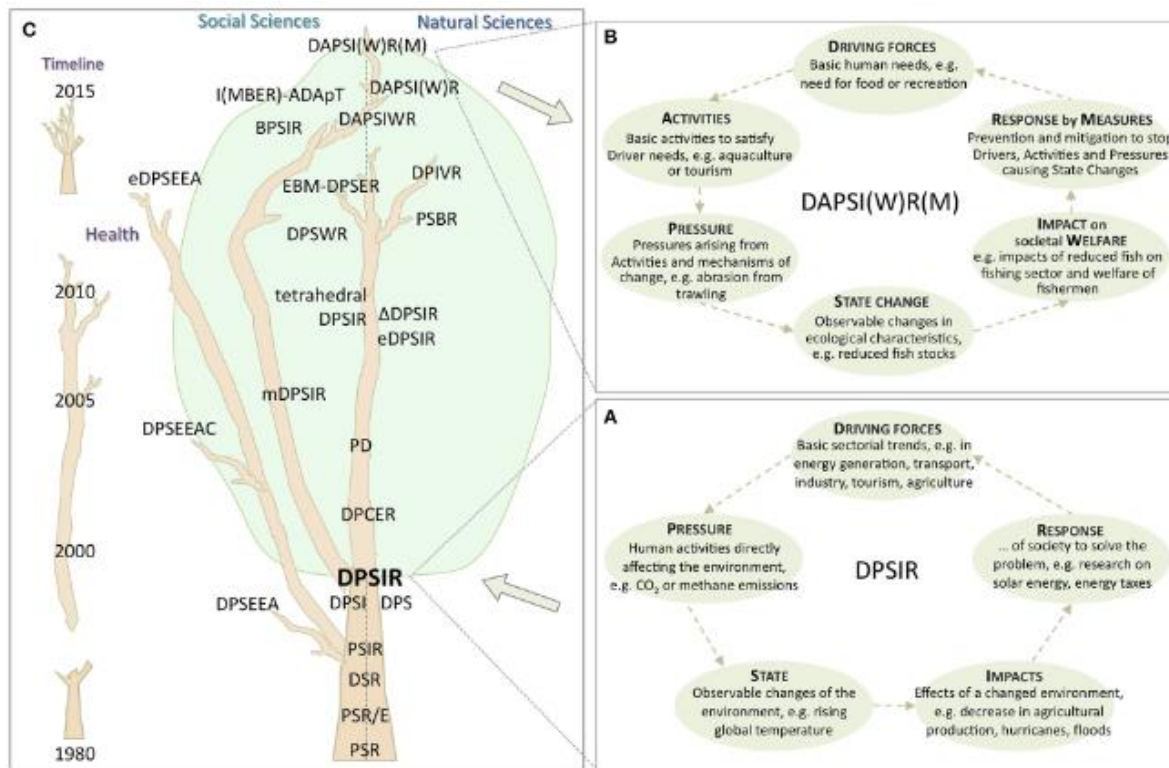 C
Social Sciences
Natural Sciences
DAPSI(W)R(M)
Timeline
2015
I(MBER)-ADApT
DAPSI(W)R
BPSIR
DAPSIWR
eDPSEEA
EBM-DPSER
DPIVR
Health
DPSWR
PSBR
2010
tetrahedral
DPSIR
ΔDPSIR
eDPSIR
2005
mDPSIR
DPSEEAC
PD
DPCER
2000
DPSIR
DPSEEA
DPSI
DPS
PSIR
DSR
PSR/E
1980
PSR
B
DRIVING FORCES
Basic human needs, e.g.
need for food or recreation
ACTIVITIES
Basic activities to satisfy
Driver needs, e.g. aquaculture
or tourism
RESPONSE by MEASURES
Prevention and mitigation to stop
Drivers, Activities and Pressures
causing State Changes
DAPSI(W)R(M)
PRESSURE
Pressures arising from
Activities and mechanisms of
change, e.g. abrasion from
trawling
IMPACT on
societal WELFARE
e.g. impacts of reduced fish on
fishing sector and welfare of
fishermen
STATE CHANGE
Observable changes in
ecological characteristics,
e.g. reduced fish stocks
A
DRIVING FORCES
Basic sectorial trends, e.g. in
energy generation, transport,
industry, tourism, agriculture
PRESSURE
Human activities directly
affecting the environment,
e.g. CO₂ or methane emissions
DPSIR
RESPONSE
... of society to solve the
problem, e.g. research on
solar energy, energy taxes
STATE
Observable changes of the
environment, e.g. rising
global temperature
IMPACTS
Effects of a changed environment,
e.g. decrease in agricultural
production, hurricanes, floods